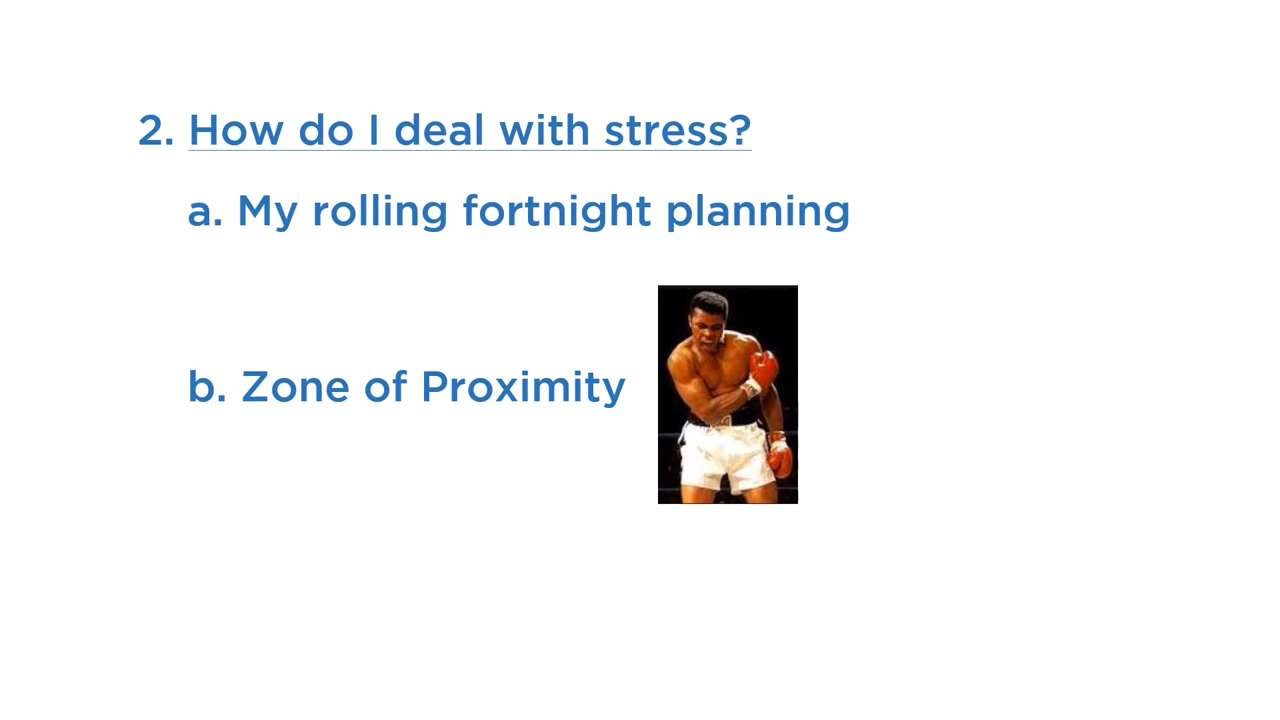 2. How do I deal with stress?
a. My rolling fortnight planning
b. Zone of Proximity